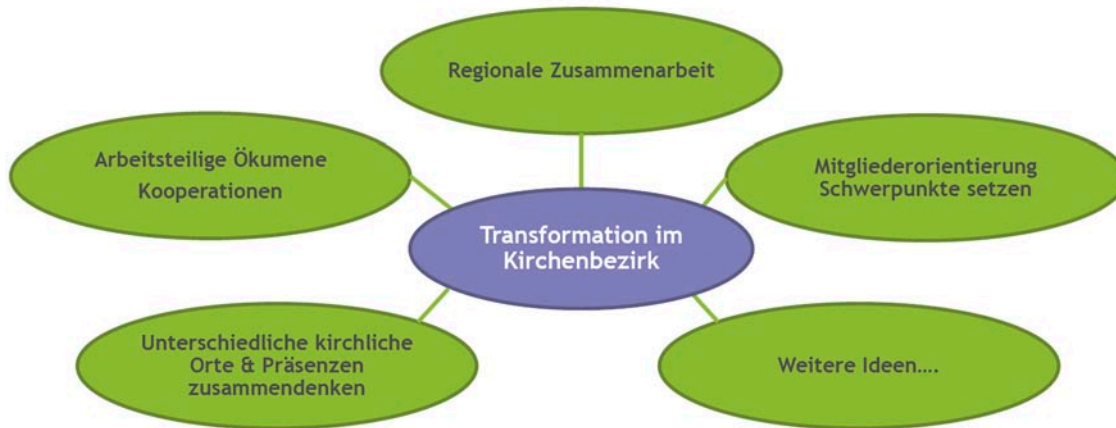 Regionale Zusammenarbeit
Arbeitsteilige Ökumene
Kooperationen
Mitgliederorientierung
Schwerpunkte setzen
Transformation im
Kirchenbezirk
Unterschiedliche kirchliche
Orte & Präsenzen
zusammendenken
Weitere Ideen....